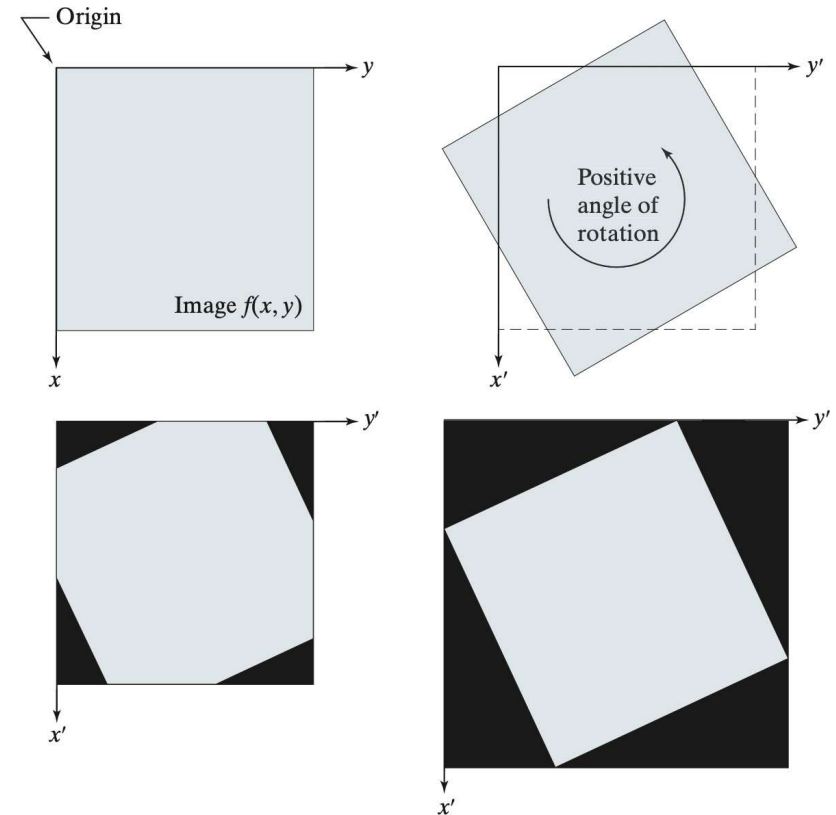 Origin
y
y′
Positive
angle of
rotation
Image f(x, y)
x
x′
y′
y′
x′
x′